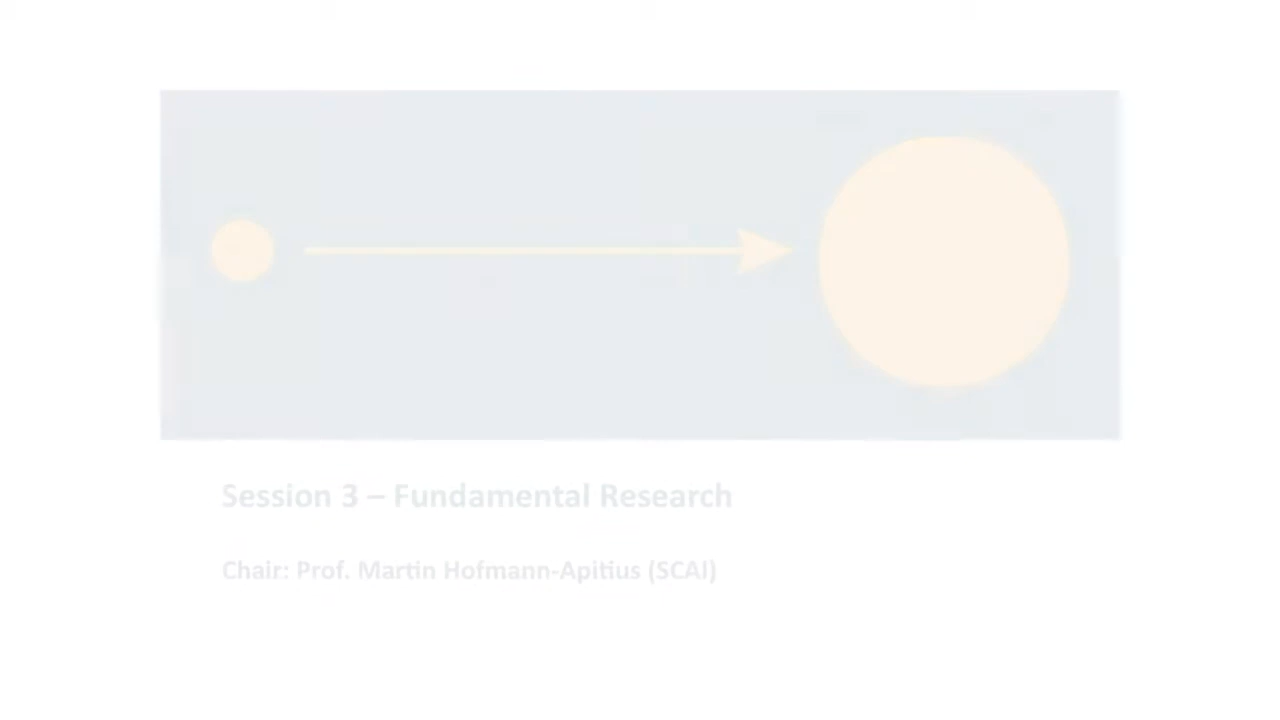 Session 3 – Fundamental Research
Chair: Prof. Martin Hofmann-Apitius (SCAI)